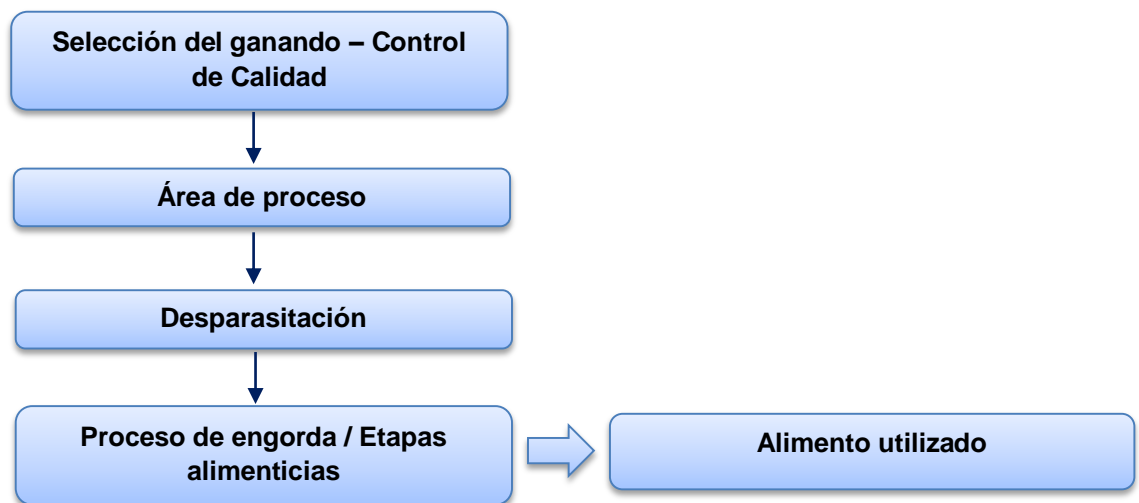 Selección del ganando – Control
de Calidad
Área de proceso
Desparasitación
Proceso de engorda / Etapas
alimenticias
Alimento utilizado